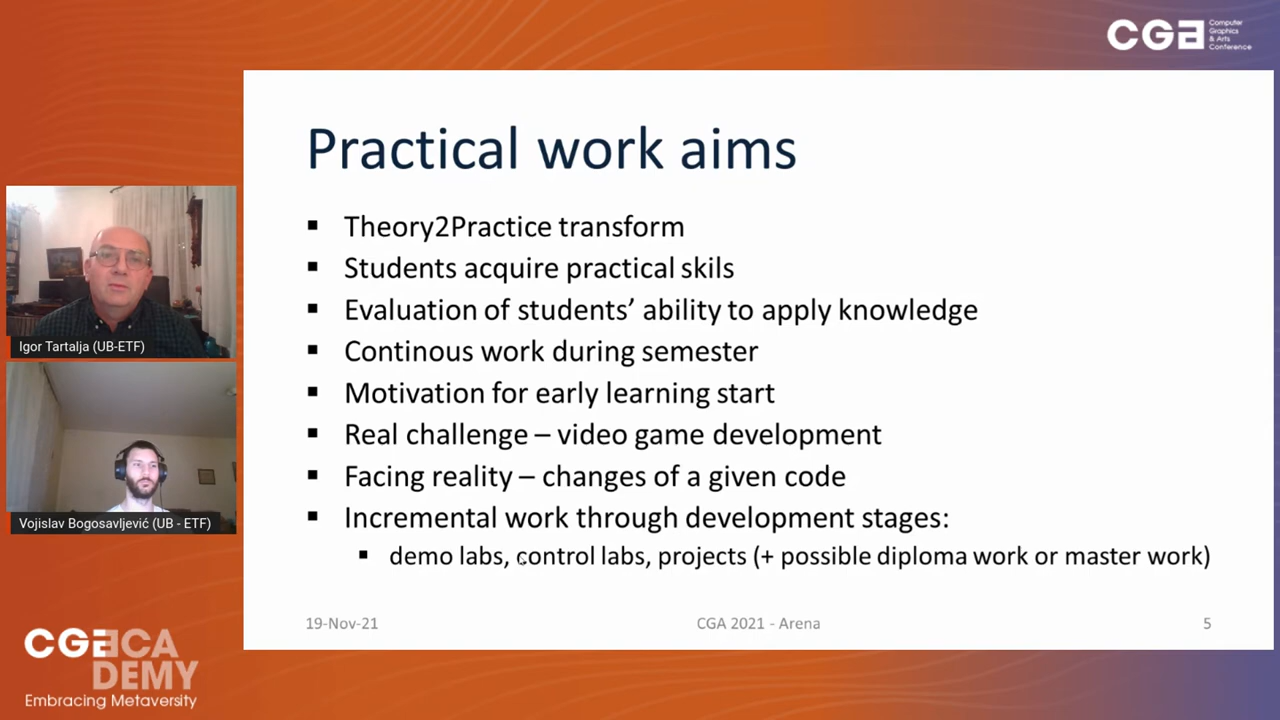 CGA Computer
Graphics
& Arts
Conference
Practical work aims
▪ Theory2Practice transform
▪ Students acquire practical skils
▪ Evaluation of students’ ability to apply knowledge
▪ Continous work during semester
▪ Motivation for early learning start
▪ Real challenge – video game development
▪ Facing reality – changes of a given code
▪ Incremental work through development stages:
▪ demo labs, control labs, projects (+ possible diploma work or master work)
19-Nov-21 CGA 2021 - Arena 5
Igor Tartalja (UB-ETF)
Vojislav Bogosavljević (UB - ETF)
CGACA
DEMY
Embracing Metaversity